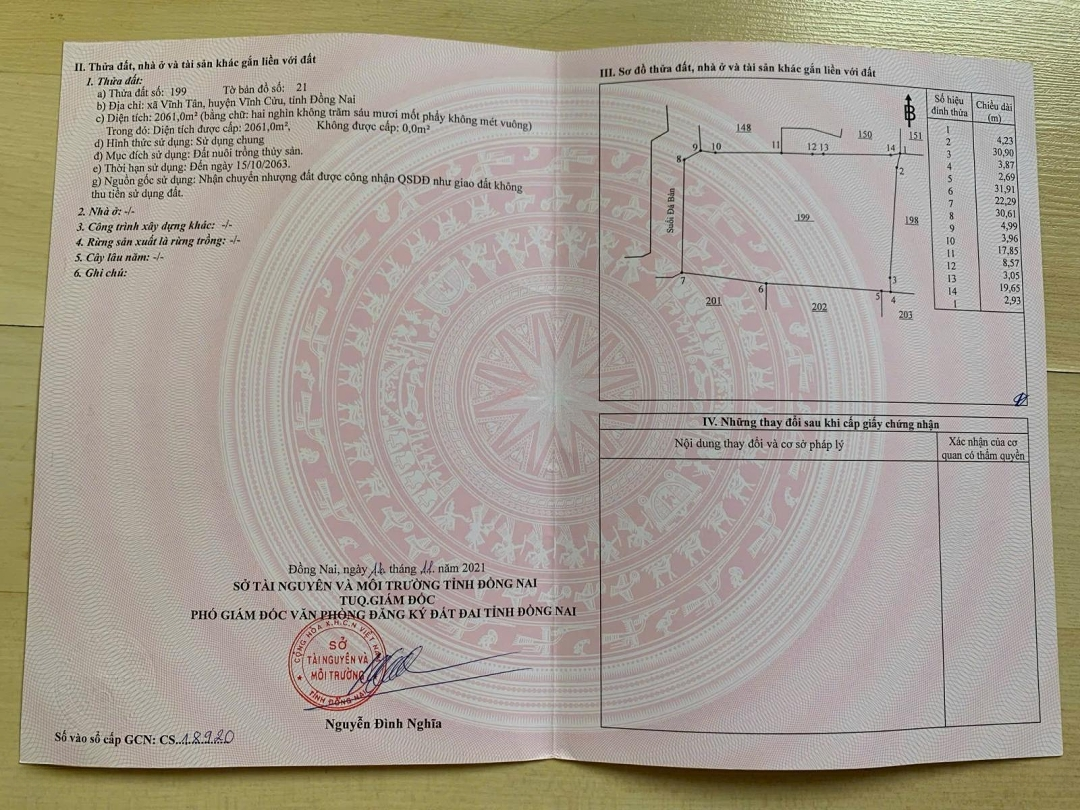 II. Thửa đất, nhà ở và tài sản khác gắn liền với đất
1. Thửa đất:
a) Thửa đất số: 199 Tờ bản đồ số: 21
b) Địa chỉ: xã Vĩnh Tân, huyện Vĩnh Cửu, tỉnh Đồng Nai
c) Diện tích: 2061,0m² (bằng chữ: hai nghìn không trăm sáu mươi mốt phẩy không mét vuông)
Trong đó: Diện tích được cấp: 2061,0m², Không được cấp: 0,0m²
d) Hình thức sử dụng: Sử dụng chung
đ) Mục đích sử dụng: Đất nuôi trồng thủy sản.
e) Thời hạn sử dụng: Đến ngày 15/10/2063.
g) Nguồn gốc sử dụng: Nhận chuyển nhượng đất được công nhận QSDĐ như giao đất không
thu tiền sử dụng đất.
2. Nhà ở: -/-
3. Công trình xây dựng khác: -/-
4. Rừng sản xuất là rừng trồng: -/-
5. Cây lâu năm: -/-
6. Ghi chú:
Đồng Nai, ngày tháng 11 năm 2021
SỞ TÀI NGUYÊN VÀ MÔI TRƯỜNG TỈNH ĐỒNG NAI
TUQ.GIÁM ĐỐC
PHÓ GIÁM ĐỐC VĂN PHÒNG ĐĂNG KÝ ĐẤT ĐAI TỈNH ĐỒNG NAI
CỘNG HÒA X.H.C.N VIỆT NAM
SỞ
TÀI NGUYÊN VÀ
MÔI TRƯỜNG
TỈNH ĐỒNG NAI
Nguyễn Đình Nghĩa
Số vào sổ cấp GCN: CS..18920
III. Sơ đồ thửa đất, nhà ở và tài sản khác gắn liền với đất
B
148
150
151
9
10
11
12 13
14
1
8
2
Suối Đá Bàn
199
198
7
6
5
3
4
201
202
203
Số hiệu đỉnh thửa Chiều dài (m)
1
2 4,23
3 30,90
4 3,87
5 2,69
6 31,91
7 22,29
8 30,61
9 4,99
10 3,96
11 17,85
12 8,57
13 3,05
14 19,65
1 2,93
IV. Những thay đổi sau khi cấp giấy chứng nhận
Nội dung thay đổi và cơ sở pháp lý
Xác nhận của cơ
quan có thẩm quyền